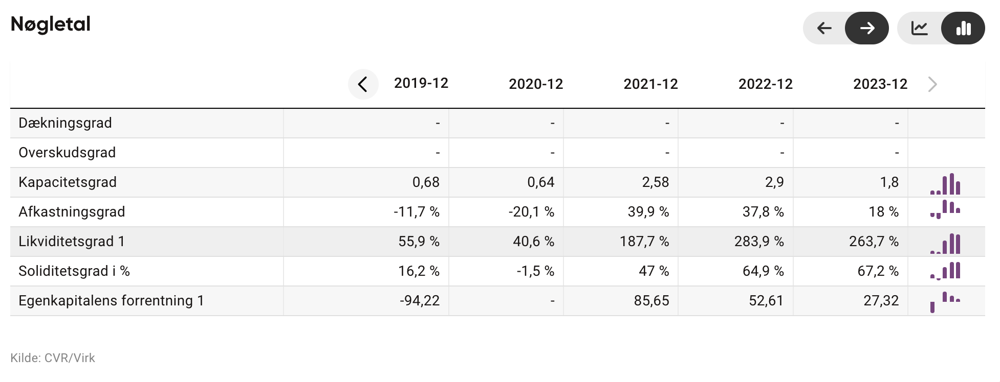 Nøgletal
2019-12 2020-12 2021-12 2022-12 2023-12
Dækningsgrad - - - - -
Overskudsgrad - - - - -
Kapacitetsgrad 0,68 0,64 2,58 2,9 1,8
Afkastningsgrad -11,7 % -20,1 % 39,9 % 37,8 % 18 %
Likviditetsgrad 1 55,9 % 40,6 % 187,7 % 283,9 % 263,7 %
Soliditetsgrad i % 16,2 % -1,5 % 47 % 64,9 % 67,2 %
Egenkapitalens forrentning 1 -94,22 - 85,65 52,61 27,32
Kilde: CVR/Virk